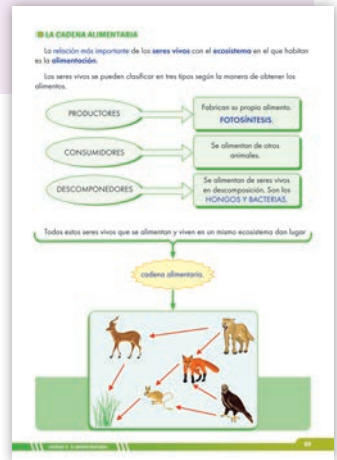 LA CADENA ALIMENTARIA
La relación más importante de los seres vivos con el ecosistema en el que habitan
es la alimentación.
Los seres vivos se pueden clasificar en tres tipos según la manera de obtener los
alimentos.
PRODUCTORES
Fabrican su propio alimento.
FOTOSÍNTESIS.
CONSUMIDORES
Se alimentan de otros
animales.
DESCOMPONEDORES
Se alimentan de seres vivos
en descomposición. Son los
HONGOS Y BACTERIAS.
Todos estos seres vivos que se alimentan y viven en un mismo ecosistema dan lugar
cadena alimentaria.